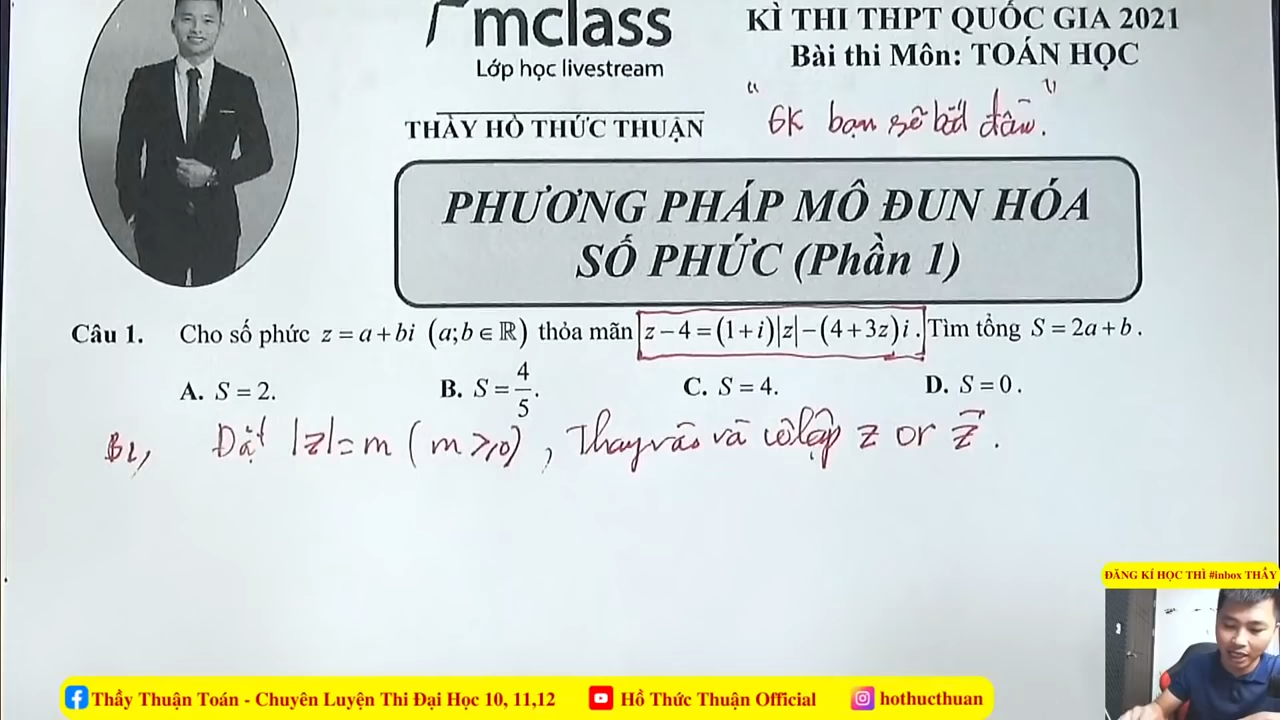 mclass
Lớp học livestream
THẦY HỒ THỨC THUẬN
KÌ THI THPT QUỐC GIA 2021
Bài thi Môn: TOÁN HỌC
" 6K bạn sẽ bắt đầu. "
PHƯƠNG PHÁP MÔ ĐUN HÓA
SỐ PHỨC (Phần 1)
Câu 1. Cho số phức z = a + bi (a; b ∈ ℝ) thỏa mãn z − 4 = (1 + i)|z| − (4 + 3z)i. Tìm tổng S = 2a + b.
A. S = 2. B. S = 4/5. C. S = 4. D. S = 0.
B1, Đặt |z| = m (m ≥ 0), Thay vào và cô lập z or z̄.
ĐĂNG KÍ HỌC THÌ #inbox THẦY
Thầy Thuận Toán - Chuyên Luyện Thi Đại Học 10, 11,12 Hồ Thức Thuận Official hothucthuan